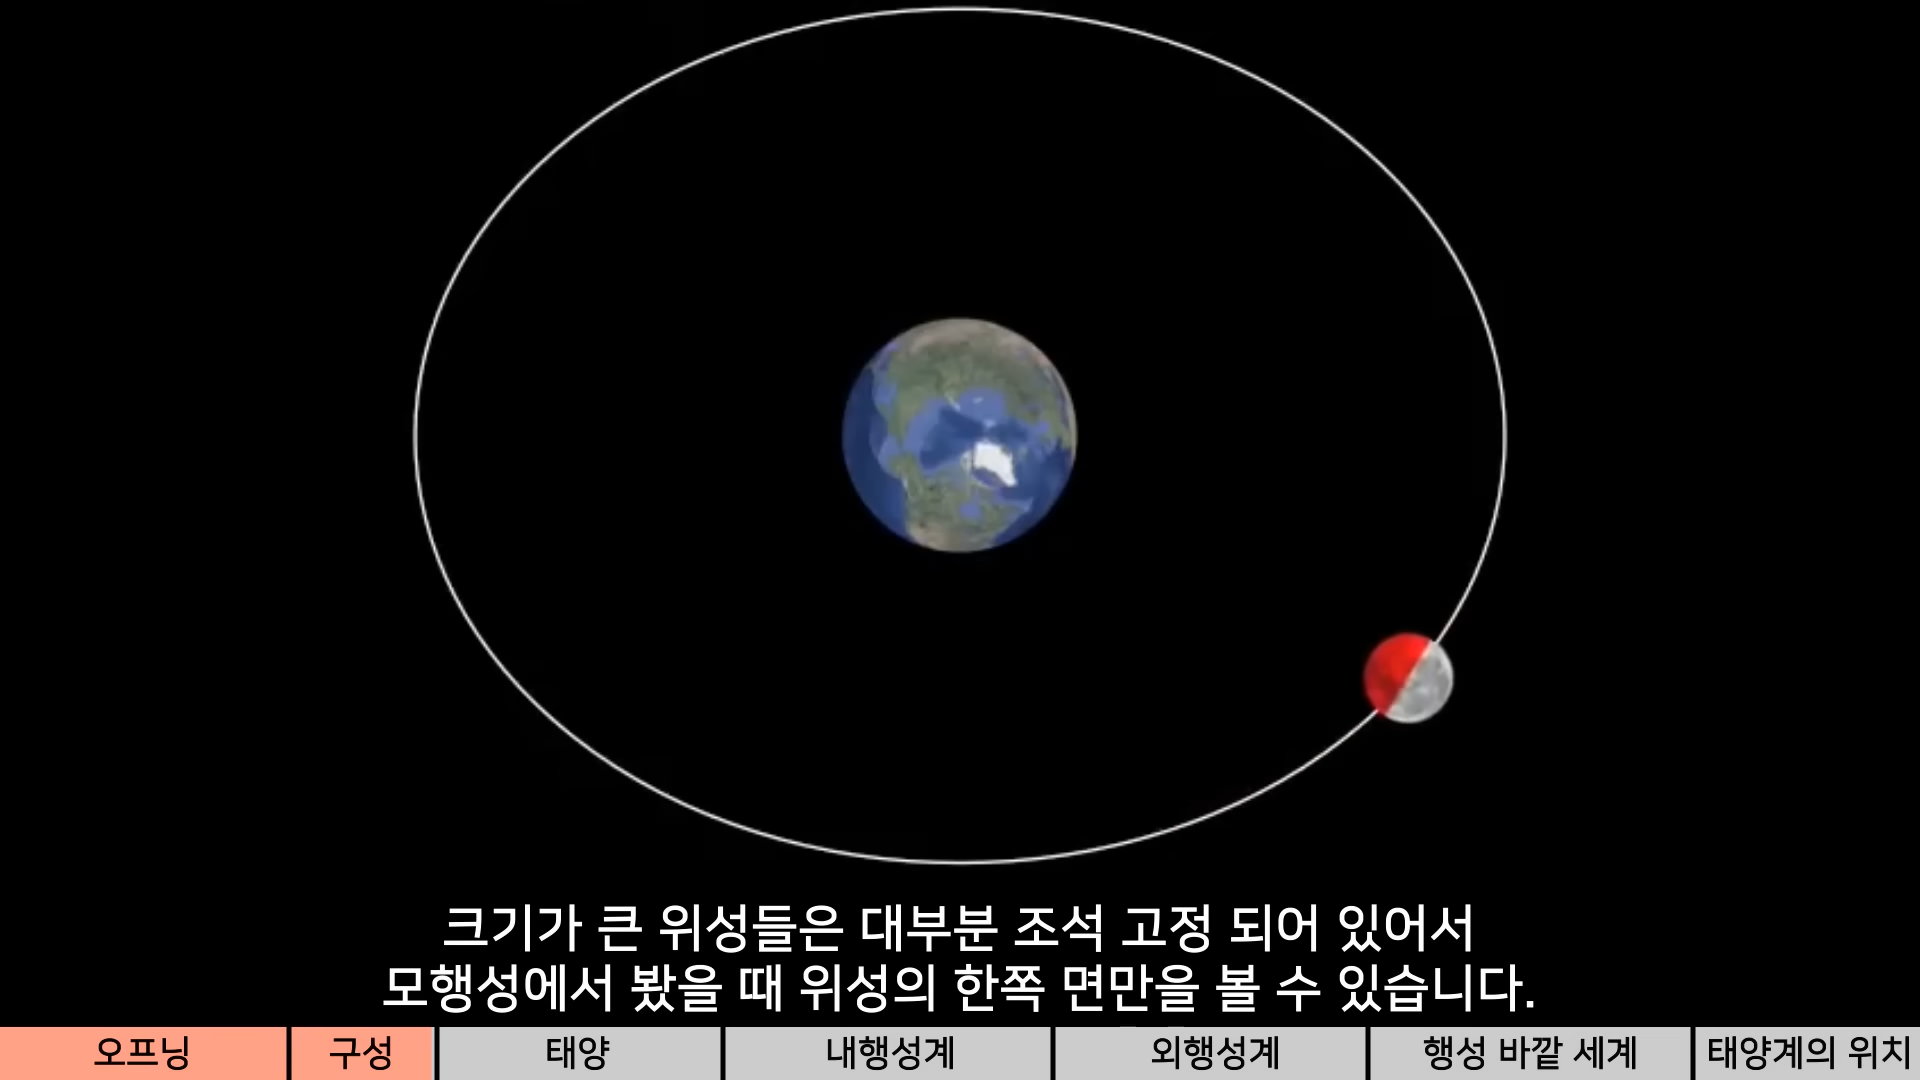 크기가 큰 위성들은 대부분 조석 고정 되어 있어서
모행성에서 봤을 때 위성의 한쪽 면만을 볼 수 있습니다.
오프닝
구성
태양
내행성계
외행성계
행성 바깥 세계
태양계의 위치